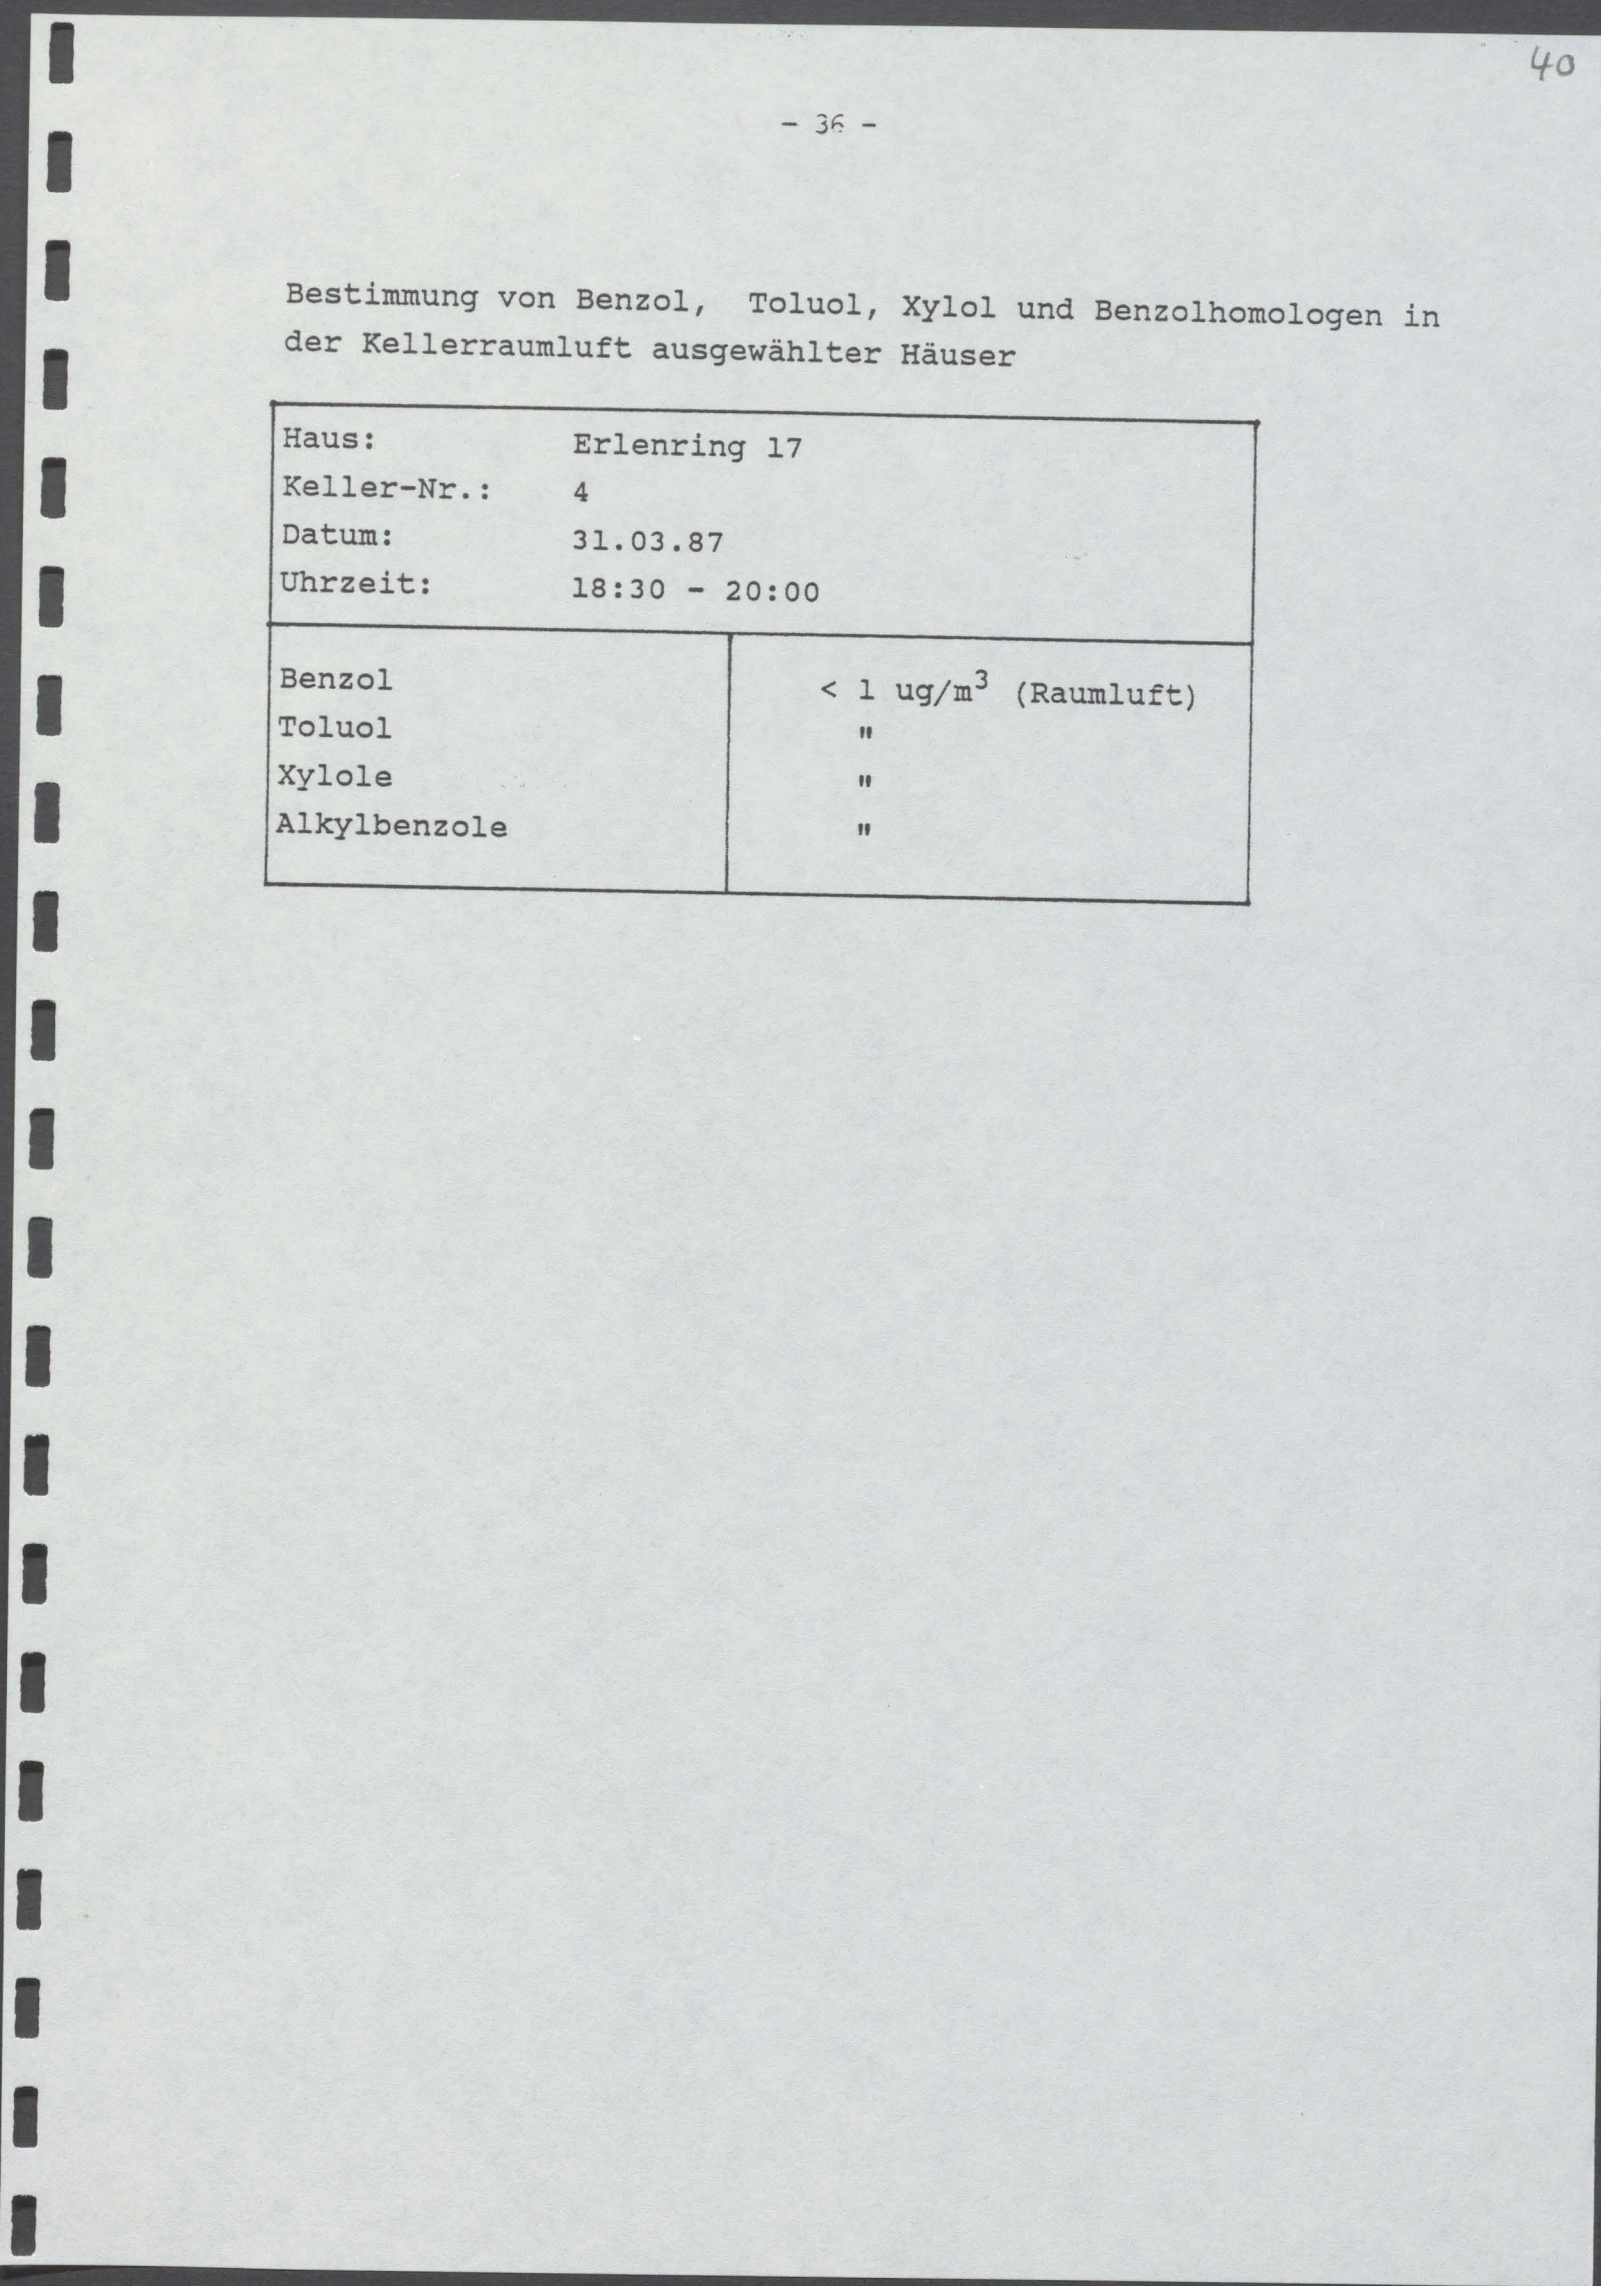 40
- 36 -
Bestimmung von Benzol, Toluol, Xylol und Benzolhomologen in
der Kellerraumluft ausgewählter Häuser
Haus: Erlenring 17
Keller-Nr.: 4
Datum: 31.03.87
Uhrzeit: 18:30 - 20:00
Benzol < 1 ug/m³ (Raumluft)
Toluol "
Xylole "
Alkylbenzole "